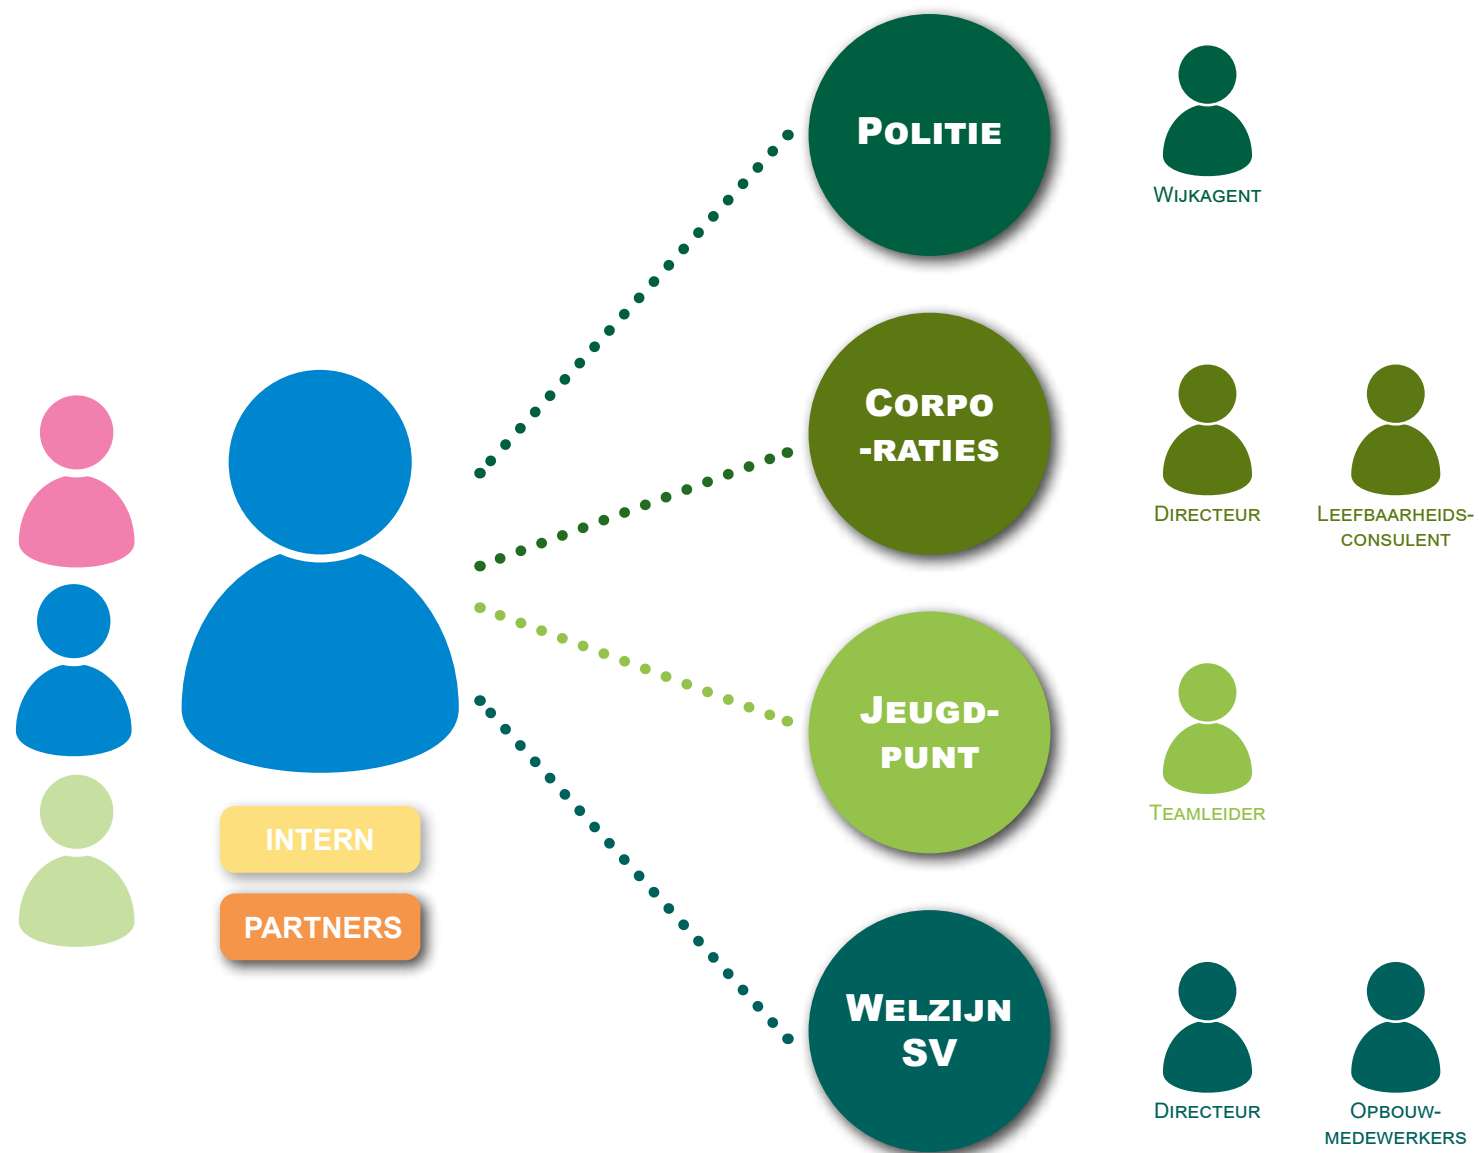 Politie
Wijkagent
Corpo
-raties
Directeur
Leefbaarheids-
consulent
Jeugd-
punt
Teamleider
INTERN
PARTNERS
Welzijn
SV
Directeur
Opbouw-
medewerkers